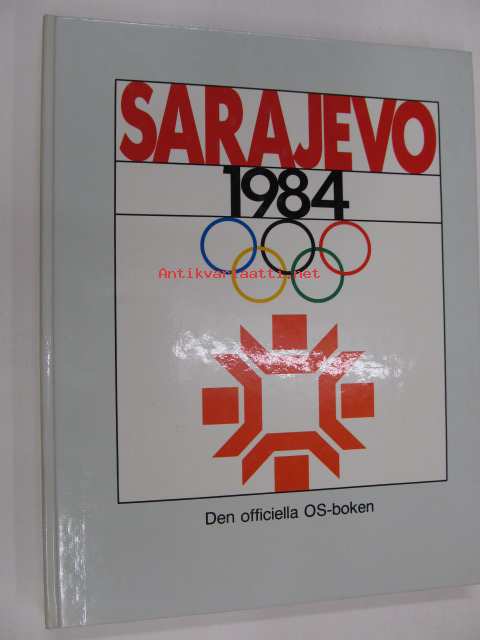 SARAJEVO
1984
Antikvariaatti.net
Den officiella OS-boken